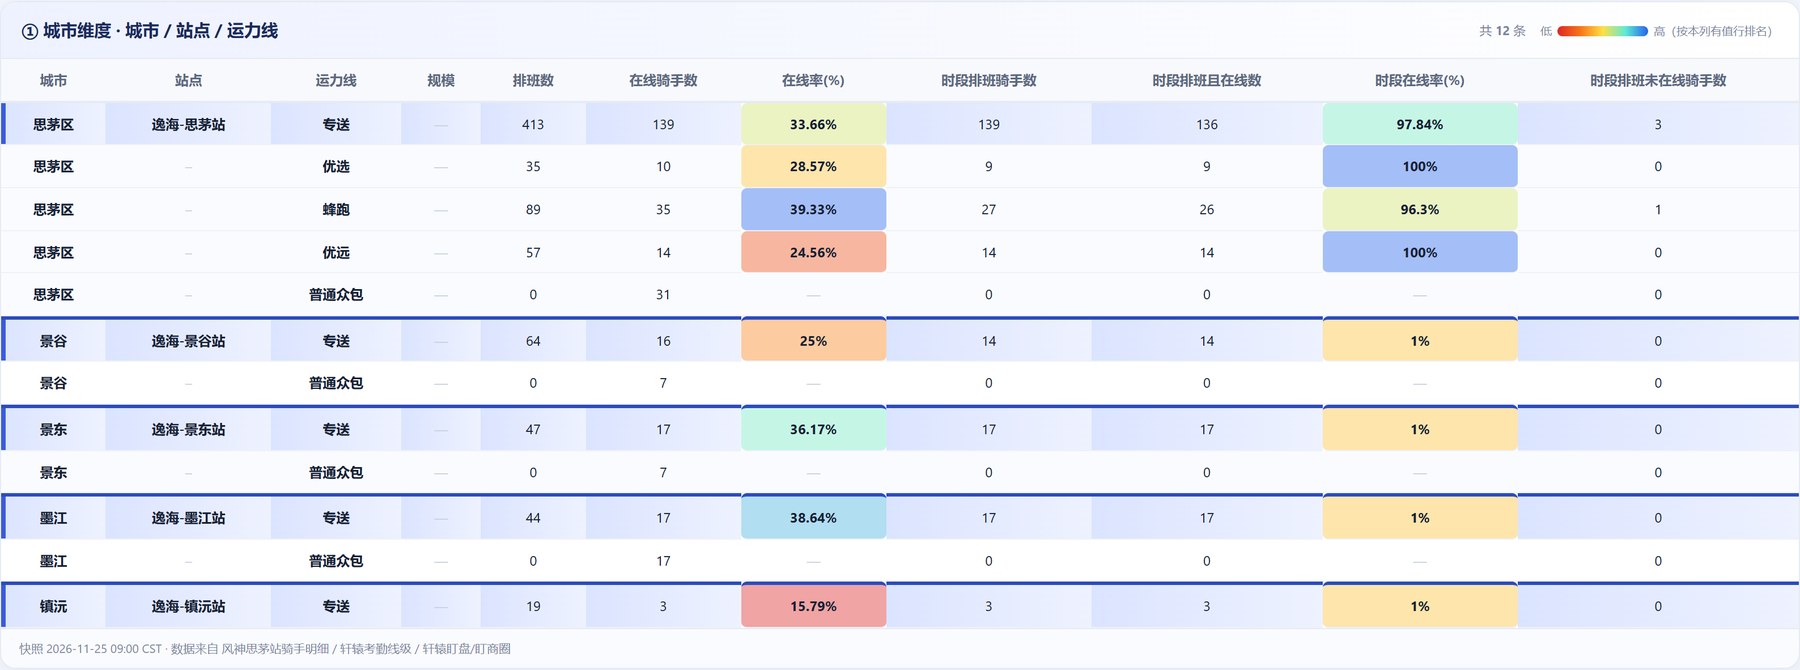 ① 城市维度 · 城市 / 站点 / 运力线
共 12 条 低 高 (按本列有值行排名)
城市 站点 运力线 规模 排班数 在线骑手数 在线率(%) 时段排班骑手数 时段排班且在线数 时段在线率(%) 时段排班未在线骑手数
思茅区 逸海-思茅站 专送 — 413 139 33.66% 139 136 97.84% 3
思茅区 – 优选 — 35 10 28.57% 9 9 100% 0
思茅区 – 蜂跑 — 89 35 39.33% 27 26 96.3% 1
思茅区 – 优远 — 57 14 24.56% 14 14 100% 0
思茅区 – 普通众包 — 0 31 — 0 0 — 0
景谷 逸海-景谷站 专送 — 64 16 25% 14 14 1% 0
景谷 – 普通众包 — 0 7 — 0 0 — 0
景东 逸海-景东站 专送 — 47 17 36.17% 17 17 1% 0
景东 – 普通众包 — 0 7 — 0 0 — 0
墨江 逸海-墨江站 专送 — 44 17 38.64% 17 17 1% 0
墨江 – 普通众包 — 0 17 — 0 0 — 0
镇沅 逸海-镇沅站 专送 — 19 3 15.79% 3 3 1% 0
快照 2026-11-25 09:00 CST · 数据来自 风神思茅站骑手明细 / 轩辕考勤线级 / 轩辕盯盘/盯商圈